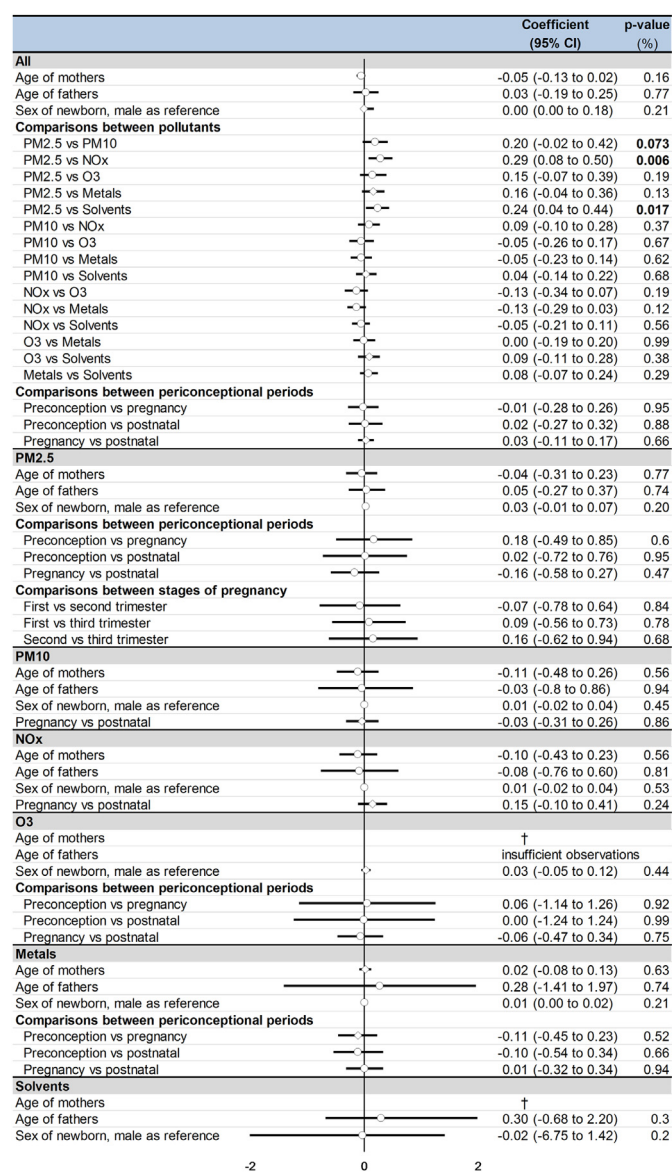 Coefficient p-value
(95% CI) (%)
All
Age of mothers -0.05 (-0.13 to 0.02) 0.16
Age of fathers 0.03 (-0.19 to 0.25) 0.77
Sex of newborn, male as reference 0.00 (0.00 to 0.18) 0.21
Comparisons between pollutants
PM2.5 vs PM10 0.20 (-0.02 to 0.42) 0.073
PM2.5 vs NOx 0.29 (0.08 to 0.50) 0.006
PM2.5 vs O3 0.15 (-0.07 to 0.39) 0.19
PM2.5 vs Metals 0.16 (-0.04 to 0.36) 0.13
PM2.5 vs Solvents 0.24 (0.04 to 0.44) 0.017
PM10 vs NOx 0.09 (-0.10 to 0.28) 0.37
PM10 vs O3 -0.05 (-0.26 to 0.17) 0.67
PM10 vs Metals -0.05 (-0.23 to 0.14) 0.62
PM10 vs Solvents 0.04 (-0.14 to 0.22) 0.68
NOx vs O3 -0.13 (-0.34 to 0.07) 0.19
NOx vs Metals -0.13 (-0.29 to 0.03) 0.12
NOx vs Solvents -0.05 (-0.21 to 0.11) 0.56
O3 vs Metals 0.00 (-0.19 to 0.20) 0.99
O3 vs Solvents 0.09 (-0.11 to 0.28) 0.38
Metals vs Solvents 0.08 (-0.07 to 0.24) 0.29
Comparisons between periconceptional periods
Preconception vs pregnancy -0.01 (-0.28 to 0.26) 0.95
Preconception vs postnatal 0.02 (-0.27 to 0.32) 0.88
Pregnancy vs postnatal 0.03 (-0.11 to 0.17) 0.66
PM2.5
Age of mothers -0.04 (-0.31 to 0.23) 0.77
Age of fathers 0.05 (-0.27 to 0.37) 0.74
Sex of newborn, male as reference 0.03 (-0.01 to 0.07) 0.20
Comparisons between periconceptional periods
Preconception vs pregnancy 0.18 (-0.49 to 0.85) 0.6
Preconception vs postnatal 0.02 (-0.72 to 0.76) 0.95
Pregnancy vs postnatal -0.16 (-0.58 to 0.27) 0.47
Comparisons between stages of pregnancy
First vs second trimester -0.07 (-0.78 to 0.64) 0.84
First vs third trimester 0.09 (-0.56 to 0.73) 0.78
Second vs third trimester 0.16 (-0.62 to 0.94) 0.68
PM10
Age of mothers -0.11 (-0.48 to 0.26) 0.56
Age of fathers -0.03 (-0.8 to 0.86) 0.94
Sex of newborn, male as reference 0.01 (-0.02 to 0.04) 0.45
Pregnancy vs postnatal -0.03 (-0.31 to 0.26) 0.86
NOx
Age of mothers -0.10 (-0.43 to 0.23) 0.56
Age of fathers -0.08 (-0.76 to 0.60) 0.81
Sex of newborn, male as reference 0.01 (-0.02 to 0.04) 0.53
Pregnancy vs postnatal 0.15 (-0.10 to 0.41) 0.24
O3
Age of mothers †
Age of fathers insufficient observations
Sex of newborn, male as reference 0.03 (-0.05 to 0.12) 0.44
Comparisons between periconceptional periods
Preconception vs pregnancy 0.06 (-1.14 to 1.26) 0.92
Preconception vs postnatal 0.00 (-1.24 to 1.24) 0.99
Pregnancy vs postnatal -0.06 (-0.47 to 0.34) 0.75
Metals
Age of mothers 0.02 (-0.08 to 0.13) 0.63
Age of fathers 0.28 (-1.41 to 1.97) 0.74
Sex of newborn, male as reference 0.01 (0.00 to 0.02) 0.21
Comparisons between periconceptional periods
Preconception vs pregnancy -0.11 (-0.45 to 0.23) 0.52
Preconception vs postnatal -0.10 (-0.54 to 0.34) 0.66
Pregnancy vs postnatal 0.01 (-0.32 to 0.34) 0.94
Solvents
Age of mothers †
Age of fathers 0.30 (-0.68 to 2.20) 0.3
Sex of newborn, male as reference -0.02 (-6.75 to 1.42) 0.2
-2 0 2